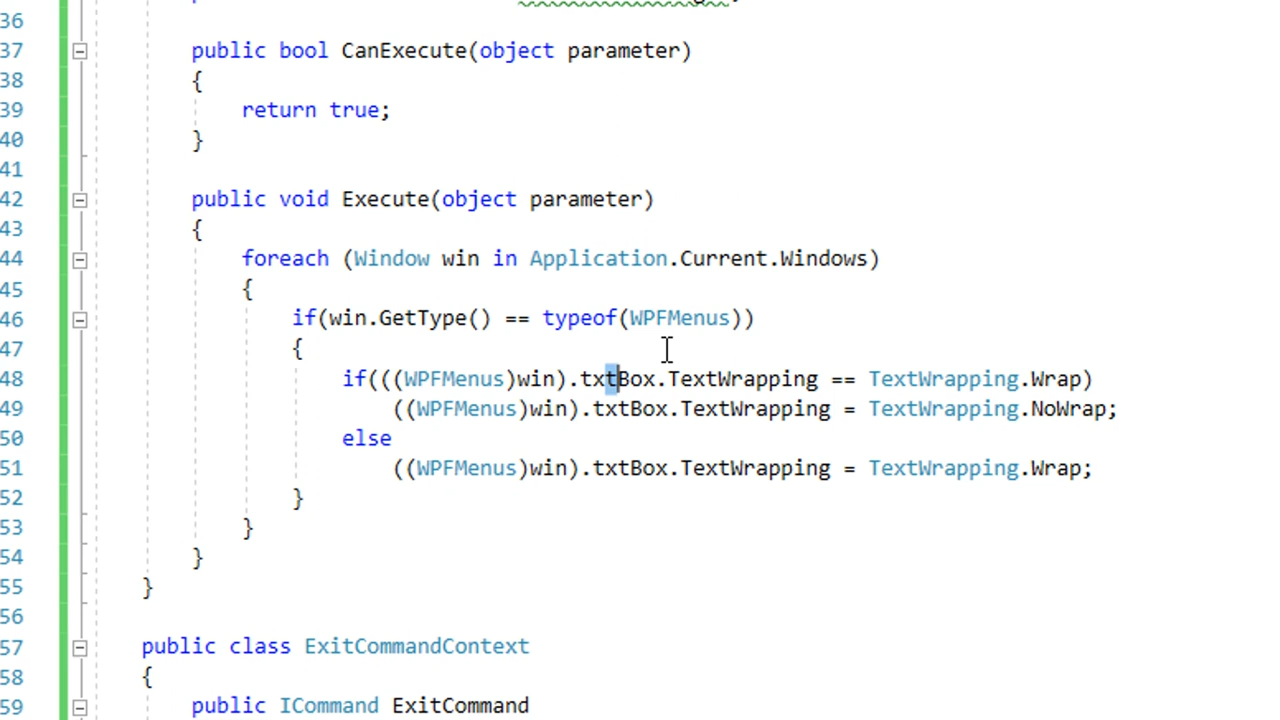 36
37 public bool CanExecute(object parameter)
38 {
39 return true;
40 }
41
42 public void Execute(object parameter)
43 {
44 foreach (Window win in Application.Current.Windows)
45 {
46 if(win.GetType() == typeof(WPFMenus))
47 {
48 if(((WPFMenus)win).txtBox.TextWrapping == TextWrapping.Wrap)
49 ((WPFMenus)win).txtBox.TextWrapping = TextWrapping.NoWrap;
50 else
51 ((WPFMenus)win).txtBox.TextWrapping = TextWrapping.Wrap;
52 }
53 }
54 }
55 }
56
57 public class ExitCommandContext
58 {
59 public ICommand ExitCommand